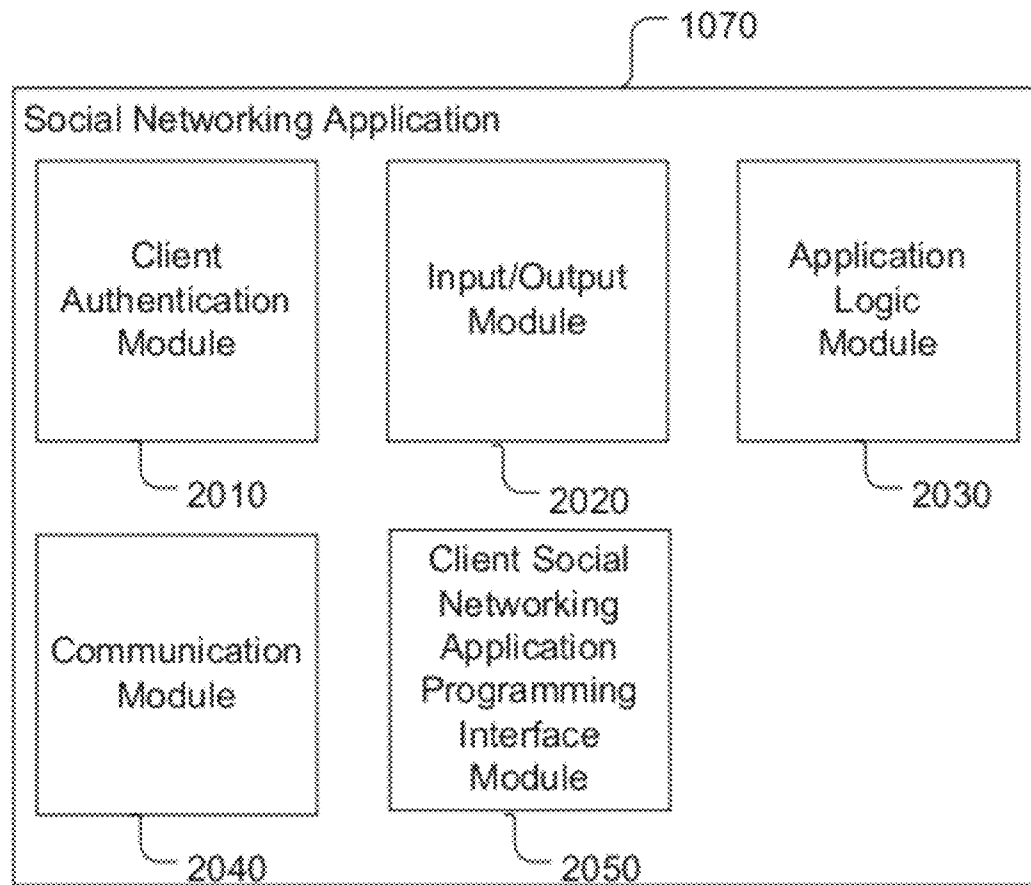 1070
Social Networking Application
Client
Authentication
Module
2010
Input/Output
Module
2020
Application
Logic
Module
2030
Communication
Module
2040
Client Social
Networking
Application
Programming
Interface
Module
2050